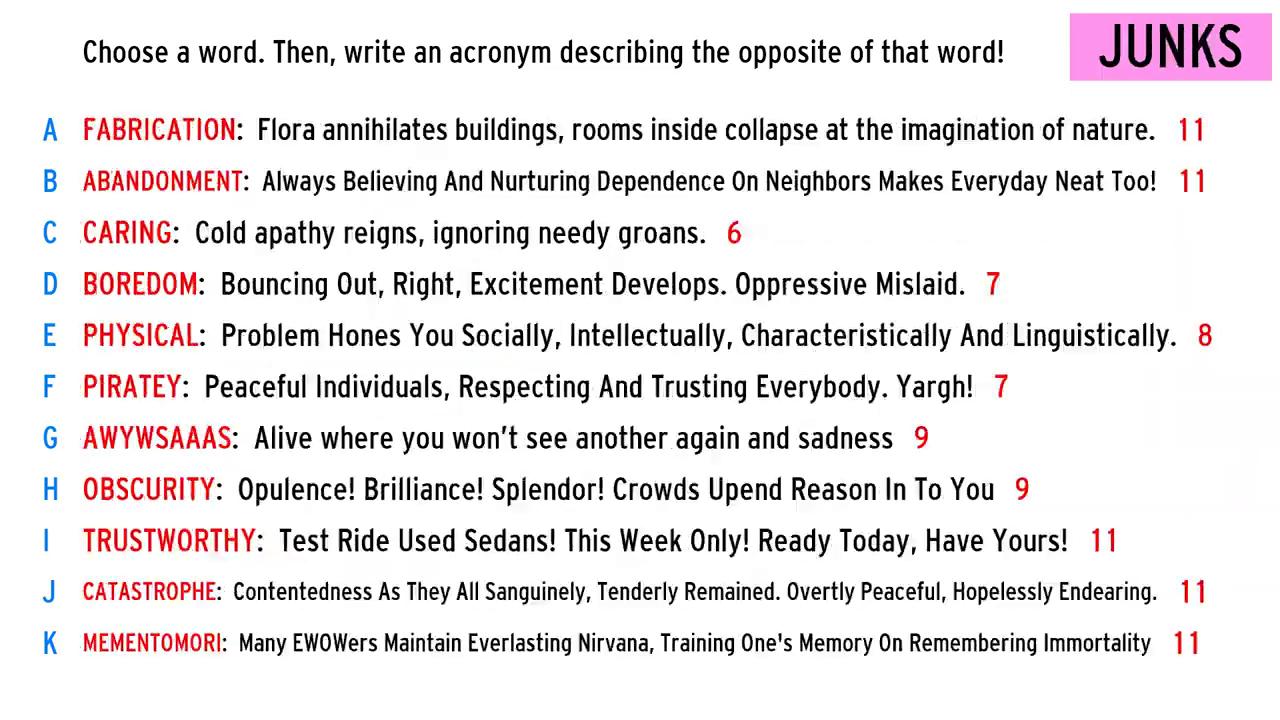 Choose a word. Then, write an acronym describing the opposite of that word!
JUNKS
A FABRICATION: Flora annihilates buildings, rooms inside collapse at the imagination of nature. 11
B ABANDONMENT: Always Believing And Nurturing Dependence On Neighbors Makes Everyday Neat Too! 11
C CARING: Cold apathy reigns, ignoring needy groans. 6
D BOREDOM: Bouncing Out, Right, Excitement Develops. Oppressive Mislaid. 7
E PHYSICAL: Problem Hones You Socially, Intellectually, Characteristically And Linguistically. 8
F PIRATEY: Peaceful Individuals, Respecting And Trusting Everybody. Yargh! 7
G AWYWSAAAS: Alive where you won't see another again and sadness 9
H OBSCURITY: Opulence! Brilliance! Splendor! Crowds Upend Reason In To You 9
I TRUSTWORTHY: Test Ride Used Sedans! This Week Only! Ready Today, Have Yours! 11
J CATASTROPHE: Contentedness As They All Sanguinely, Tenderly Remained. Overtly Peaceful, Hopelessly Endearing. 11
K MEMENTOMORI: Many EWOWers Maintain Everlasting Nirvana, Training One's Memory On Remembering Immortality 11